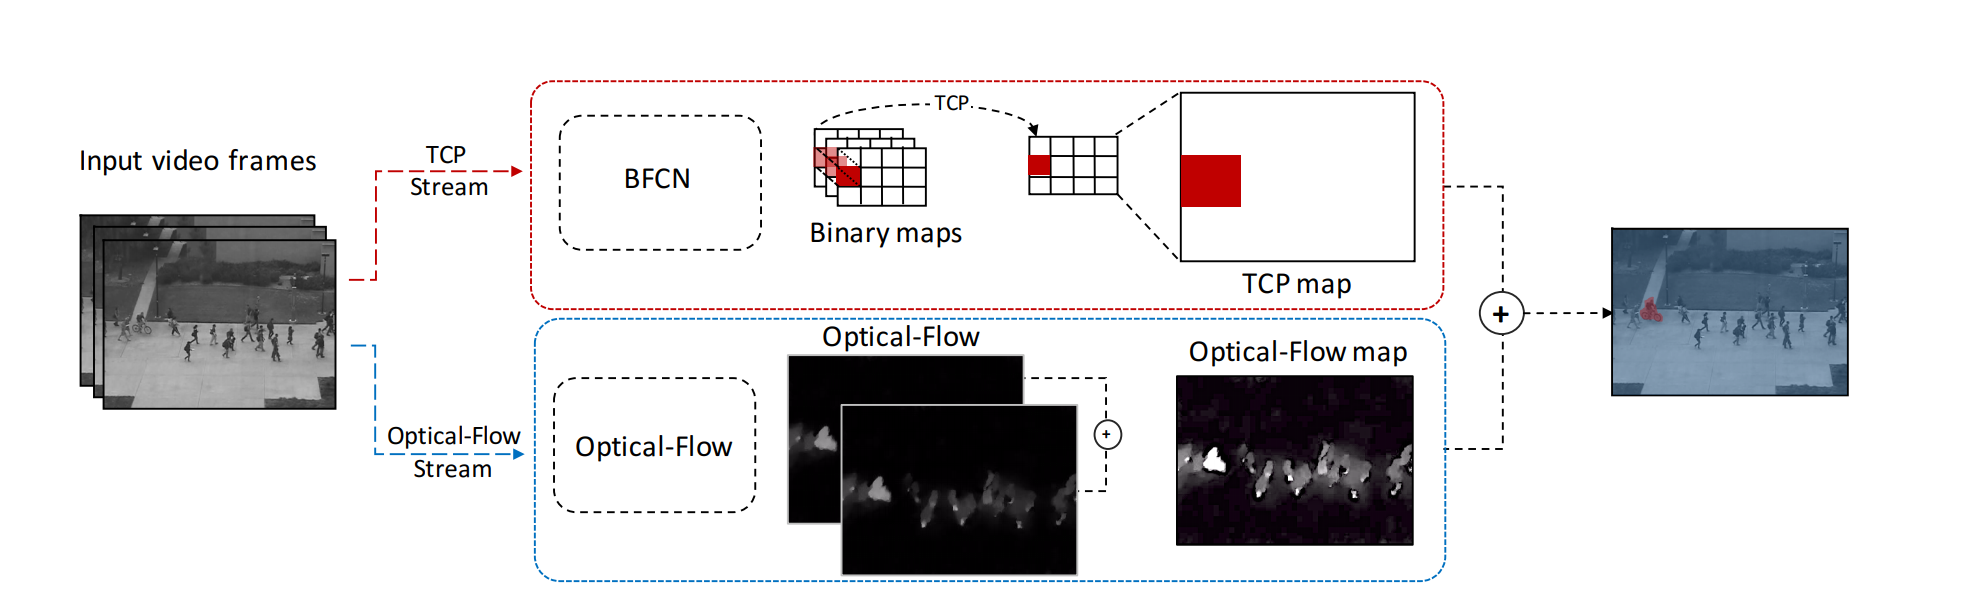 Input video frames
TCP
Stream
BFCN
TCP
Binary maps
TCP map
+
Optical-Flow
Stream
Optical-Flow
Optical-Flow
+
Optical-Flow map